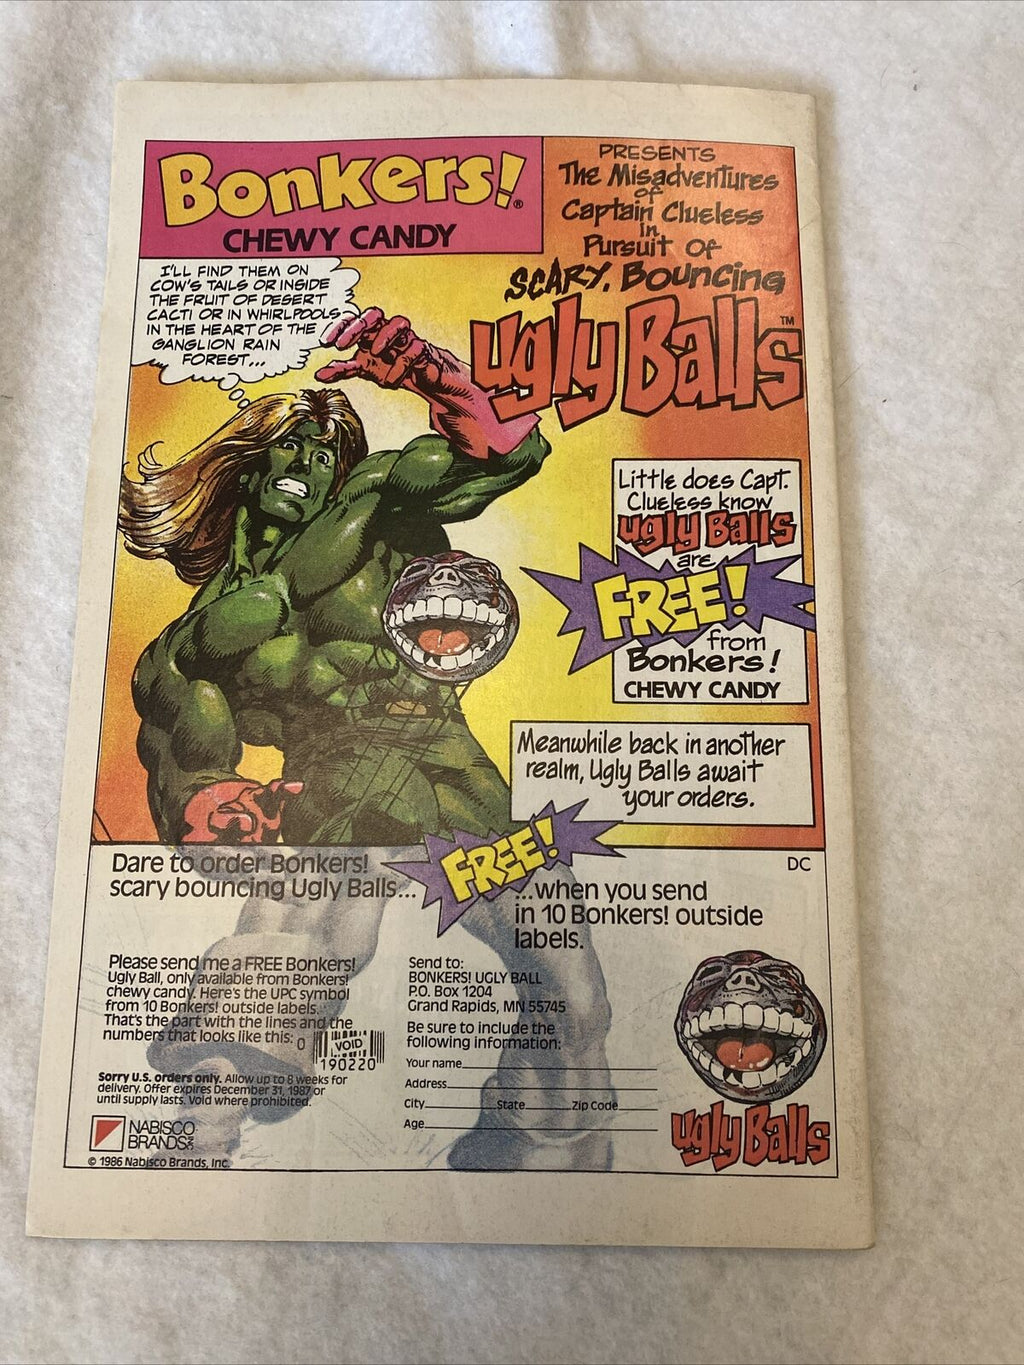 Bonkers!®
CHEWY CANDY
PRESENTS
The Misadventures
of
Captain Clueless
in
Pursuit Of
SCARY, Bouncing
Ugly Balls™
I'LL FIND THEM ON
COW'S TAILS OR INSIDE
THE FRUIT OF DESERT
CACTI OR IN WHIRLPOOLS
IN THE HEART OF THE
GANGLION RAIN
FOREST...
Little does Capt.
Clueless know
Ugly Balls
are
FREE!
from
Bonkers!
CHEWY CANDY
Meanwhile back in another
realm, Ugly Balls await
your orders.
Dare to order Bonkers!
scary bouncing Ugly Balls...
FREE!
DC
...when you send
in 10 Bonkers! outside
labels.
Please send me a FREE Bonkers!
Ugly Ball, only available from Bonkers!
chewy candy. Here's the UPC symbol
from 10 Bonkers! outside labels.
That's the part with the lines and the
numbers that looks like this:
0
VOID
190220
Sorry U.S. orders only. Allow up to 8 weeks for
delivery. Offer expires December 31, 1987 or
until supply lasts. Void where prohibited.
NABISCO
BRANDS INC
© 1986 Nabisco Brands, Inc.
Send to:
BONKERS! UGLY BALL
P.O. Box 1204
Grand Rapids, MN 55745
Be sure to include the
following information:
Your name
Address
City State Zip Code
Age
Ugly Balls